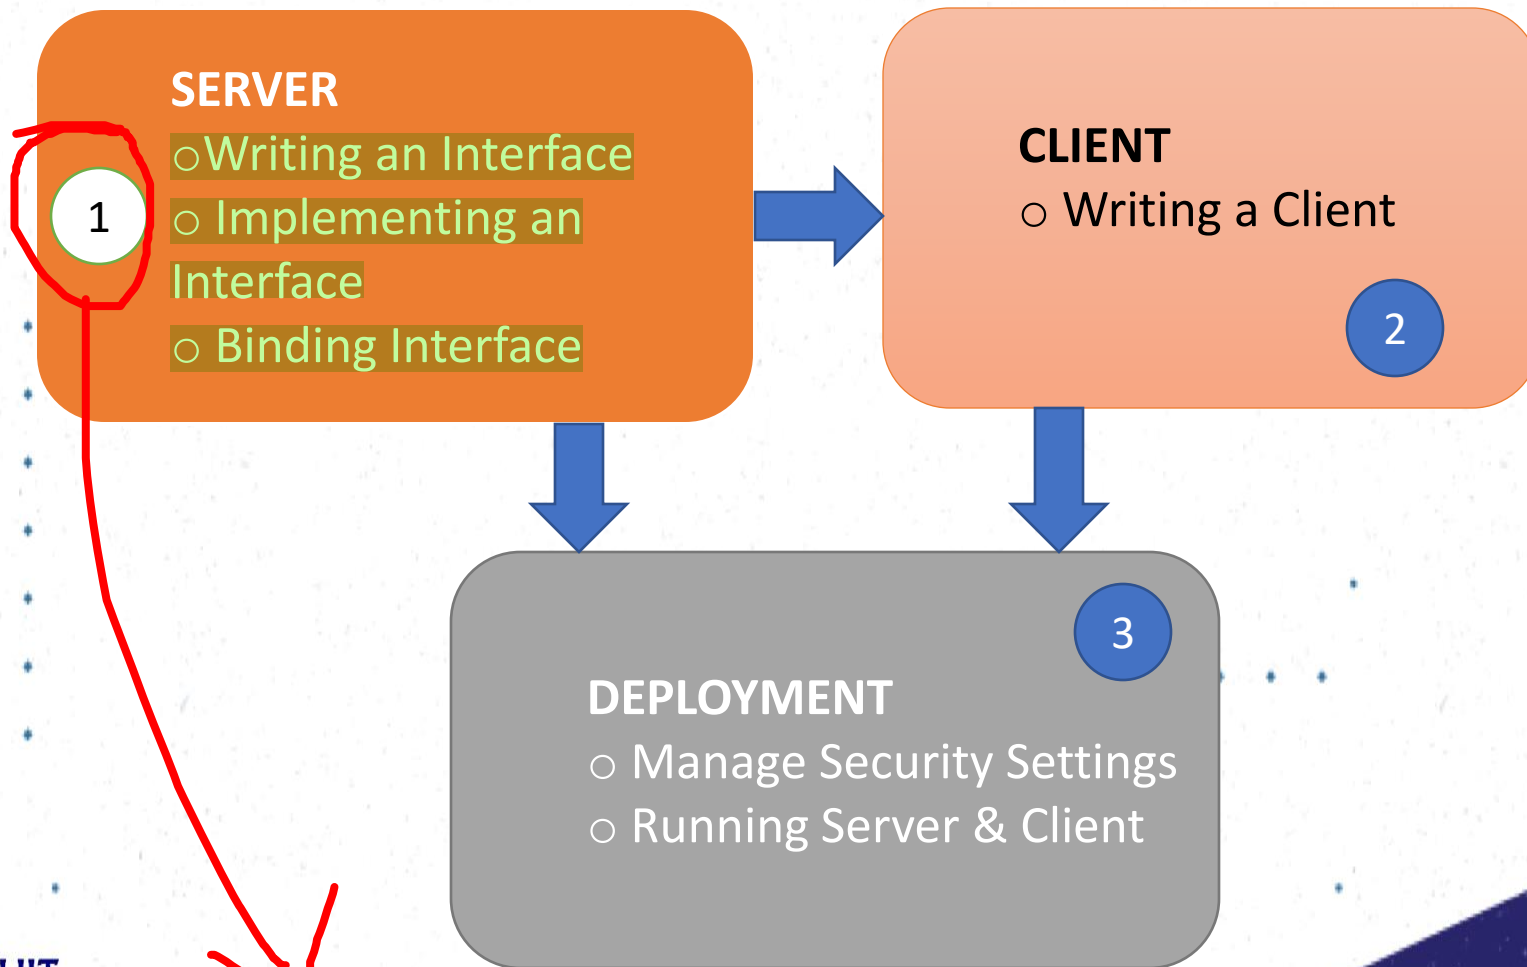 SERVER
○Writing an Interface
1
○ Implementing an
Interface
○ Binding Interface
CLIENT
○ Writing a Client
2
3
DEPLOYMENT
○ Manage Security Settings
○ Running Server & Client